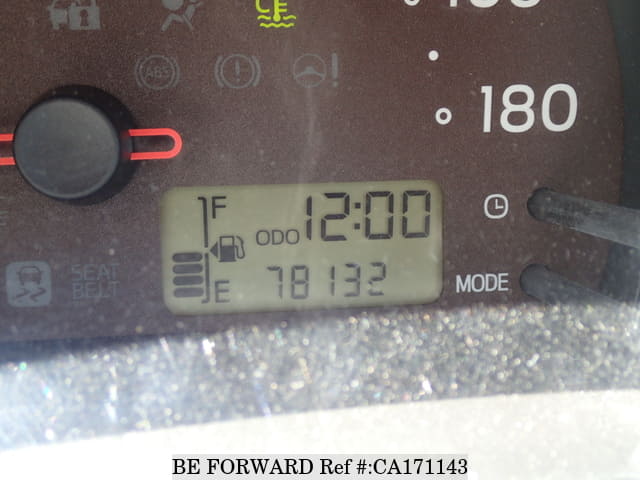 180
ABS
F
12:00
ODO
78132
E
SEAT
BELT
MODE
BE FORWARD Ref #:CA171143